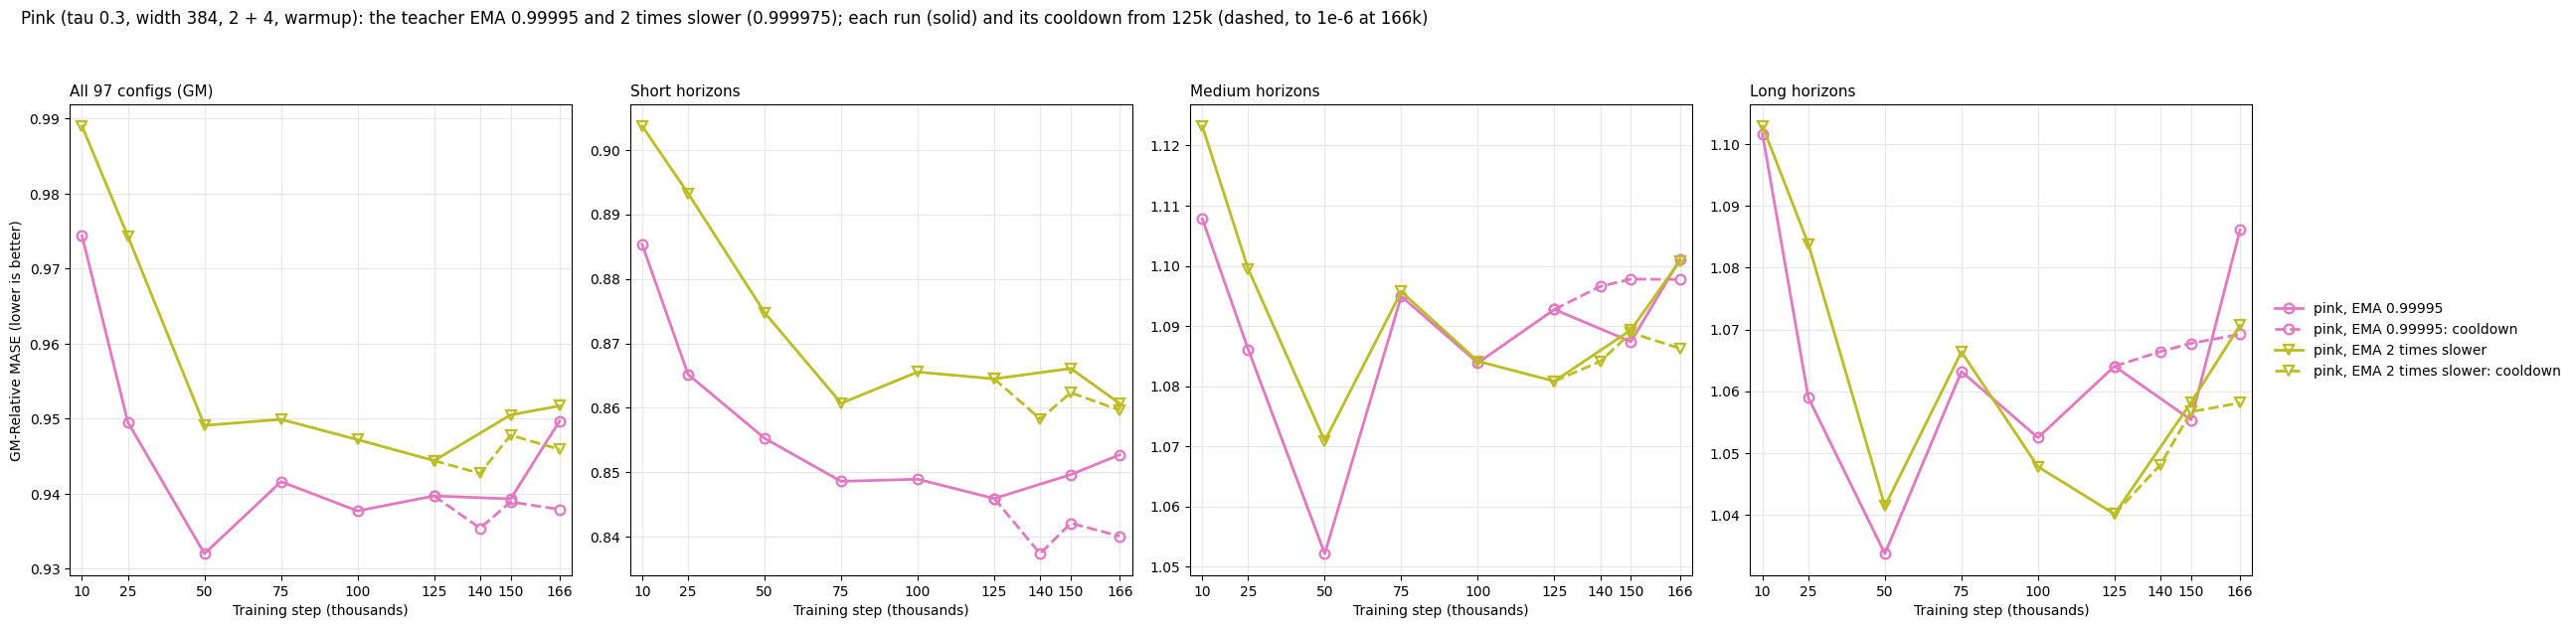 Pink (tau 0.3, width 384, 2 + 4, warmup): the teacher EMA 0.99995 and 2 times slower (0.999975); each run (solid) and its cooldown from 125k (dashed, to 1e-6 at 166k)
All 97 configs (GM)
GM-Relative MASE (lower is better)
0.99
0.98
0.97
0.96
0.95
0.94
0.93
10 25 50 75 100 125 140 150 166
Training step (thousands)
Short horizons
0.90
0.89
0.88
0.87
0.86
0.85
0.84
10 25 50 75 100 125 140 150 166
Training step (thousands)
Medium horizons
1.12
1.11
1.10
1.09
1.08
1.07
1.06
1.05
10 25 50 75 100 125 140 150 166
Training step (thousands)
Long horizons
1.10
1.09
1.08
1.07
1.06
1.05
1.04
10 25 50 75 100 125 140 150 166
Training step (thousands)
pink, EMA 0.99995
pink, EMA 0.99995: cooldown
pink, EMA 2 times slower
pink, EMA 2 times slower: cooldown